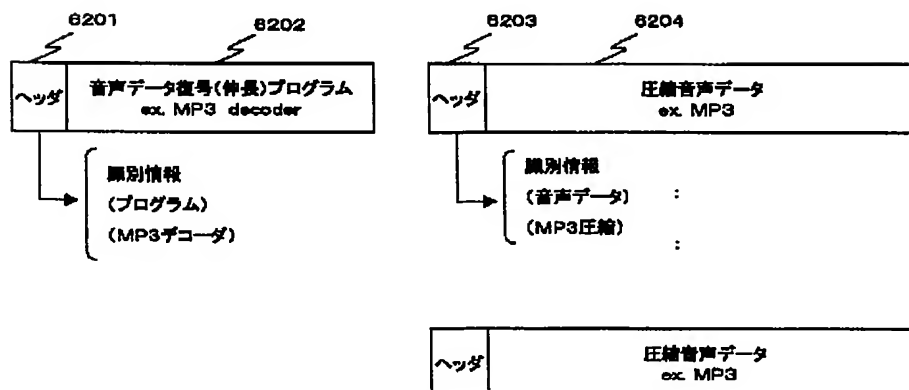 6201
6202
6203
6204
ヘッダ
音声データ復号(伸長)プログラム
ex. MP3 decoder
ヘッダ
圧縮音声データ
ex. MP3
識別情報
(プログラム)
(MP3デコーダ)
識別情報
(音声データ) :
(MP3圧縮)
:
ヘッダ
圧縮音声データ
ex. MP3